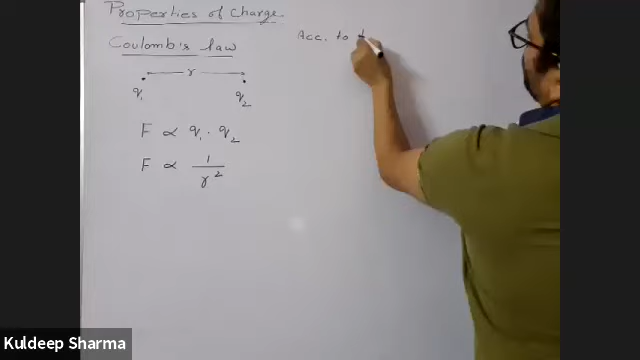 Properties of Charge
Coulomb's law
r
q₁ q₂
F ∝ q₁ . q₂
F ∝ 1/r²
Acc. to
Kuldeep Sharma